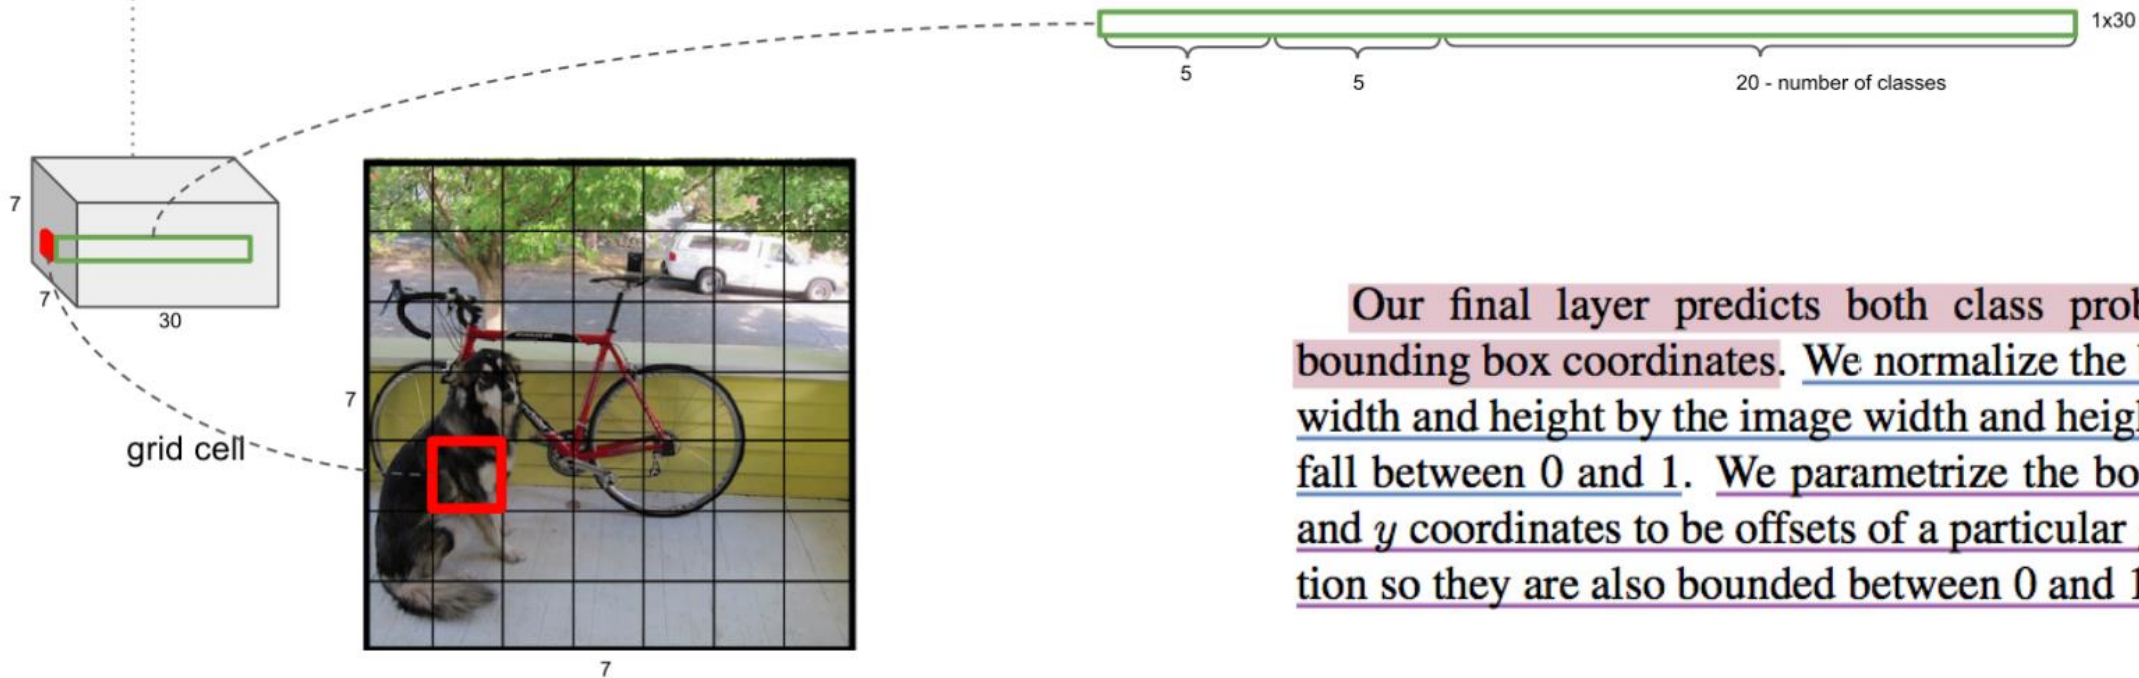 1x30
5
5
20 - number of classes
7
7
30
grid cell
7
7
Our final layer predicts both class
bounding box coordinates. We normalize the
width and height by the image width and
fall between 0 and 1. We parametrize the
and y coordinates to be offsets of a particular
tion so they are also bounded between 0 and 1